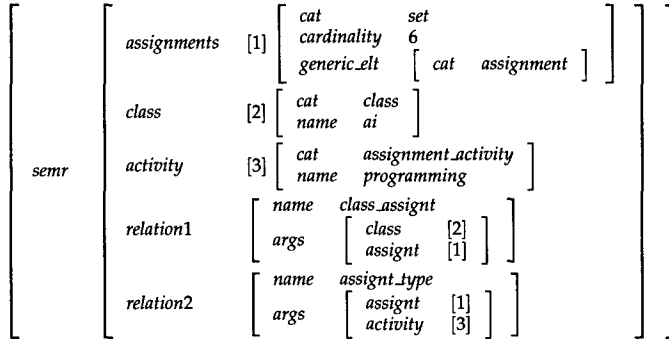 cat set
assignments [1] cardinality 6
generic_elt [ cat assignment ]
class [2] cat class
name ai
semr activity [3] cat assignment_activity
name programming
relation1 name class_assignt
args class [2]
assignt [1]
relation2 name assignt_type
args assignt [1]
activity [3]